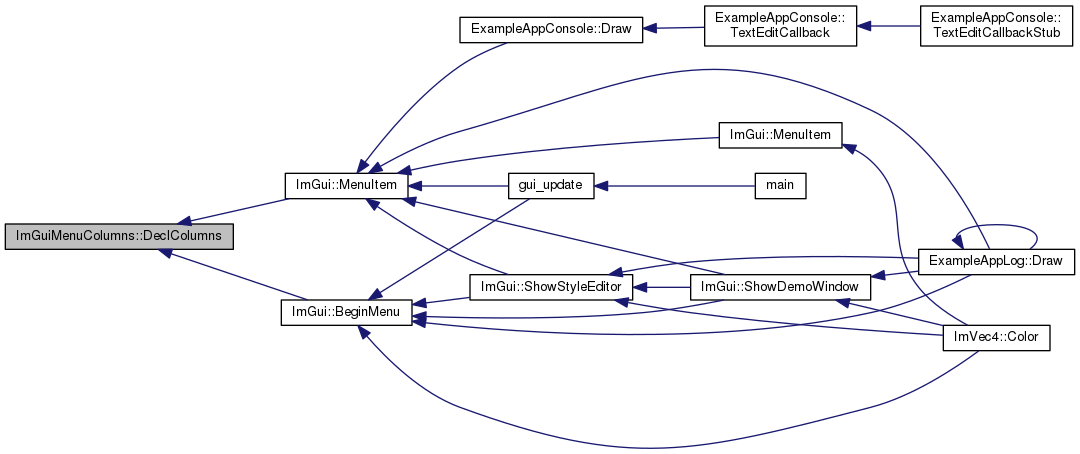 ExampleAppConsole::Draw
ExampleAppConsole::
TextEditCallback
ExampleAppConsole::
TextEditCallbackStub
ImGui::MenuItem
ImGui::MenuItem
gui_update
main
ImGuiMenuColumns::DeclColumns
ExampleAppLog::Draw
ImGui::ShowStyleEditor
ImGui::ShowDemoWindow
ImGui::BeginMenu
ImVec4::Color